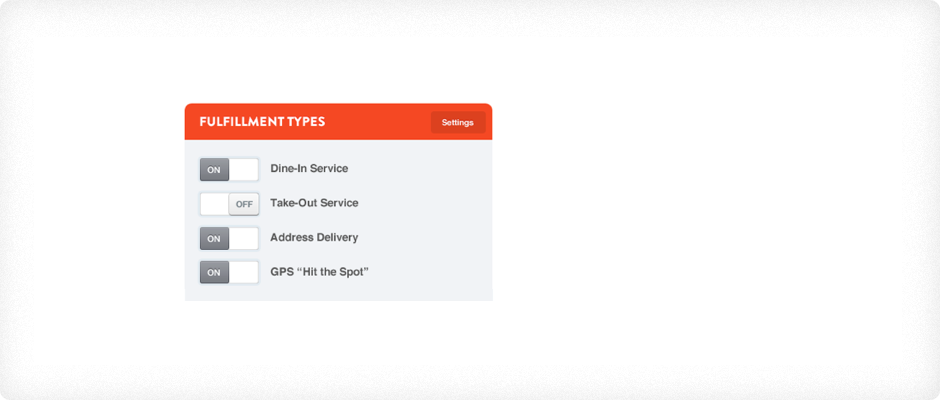 FULFILLMENT TYPES Settings
ON Dine-In Service
OFF Take-Out Service
ON Address Delivery
ON GPS “Hit the Spot”